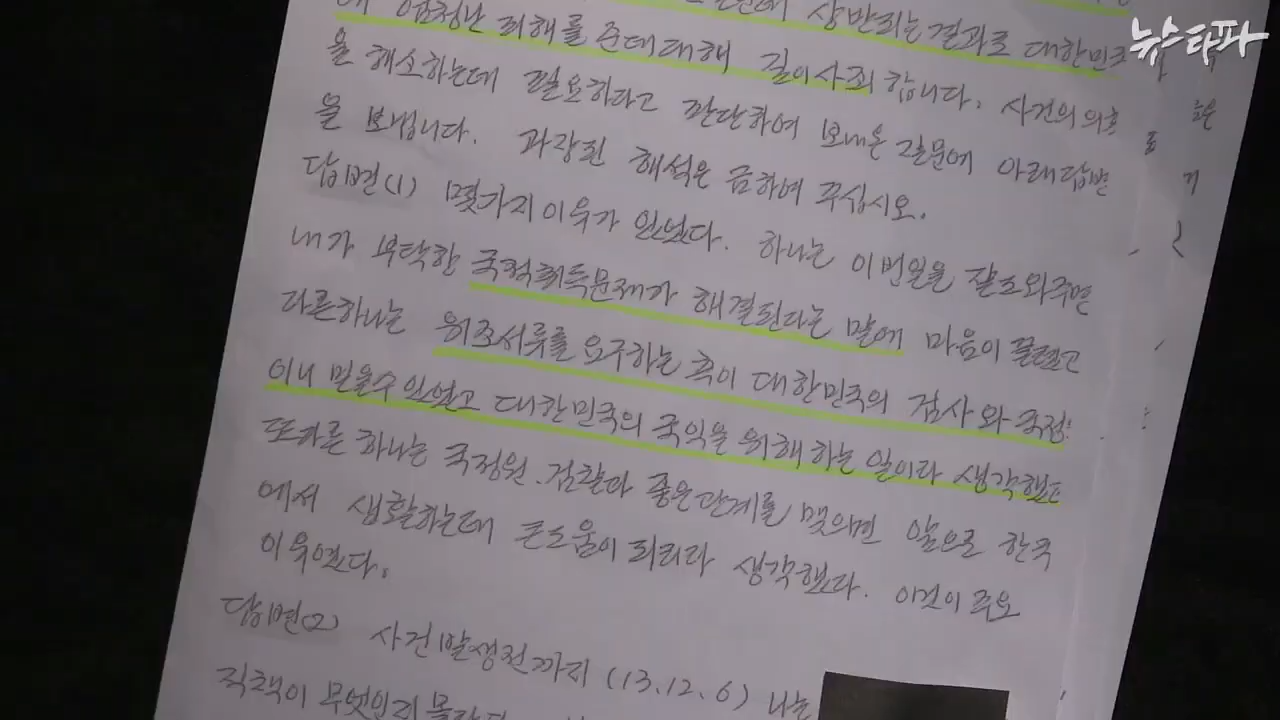 뉴스타파
상반되는 결과로 대한민국
에 엄청난 피해를 준데 대해 깊이 사죄합니다. 사건의 의혹
을 해소하는데 필요하다고 판단하여 보내온 질문에 아래 답변
을 보냅니다. 과장된 해석은 금하여 주십시오.
답변(1) 몇가지 이유가 있었다. 하나는 이번일을 잘 도와주면
내가 부탁한 국적취득문제가 해결된다는 말에 마음이 끌렸고
다른하나는 위조서류를 요구하는 측이 대한민국의 검사와 국정
이니 믿을수 있었고 대한민국의 국익을 위해 하는 일이라 생각했고
또다른 하나는 국정원.검찰과 좋은관계를 맺으면 앞으로 한국
에서 생활하는데 큰 도움이 되리라 생각했다. 이것이 주요
이유였다.
답변(2) 사건발생전까지 (13.12.6) 나는
직책이 무엇인지 몰랐다